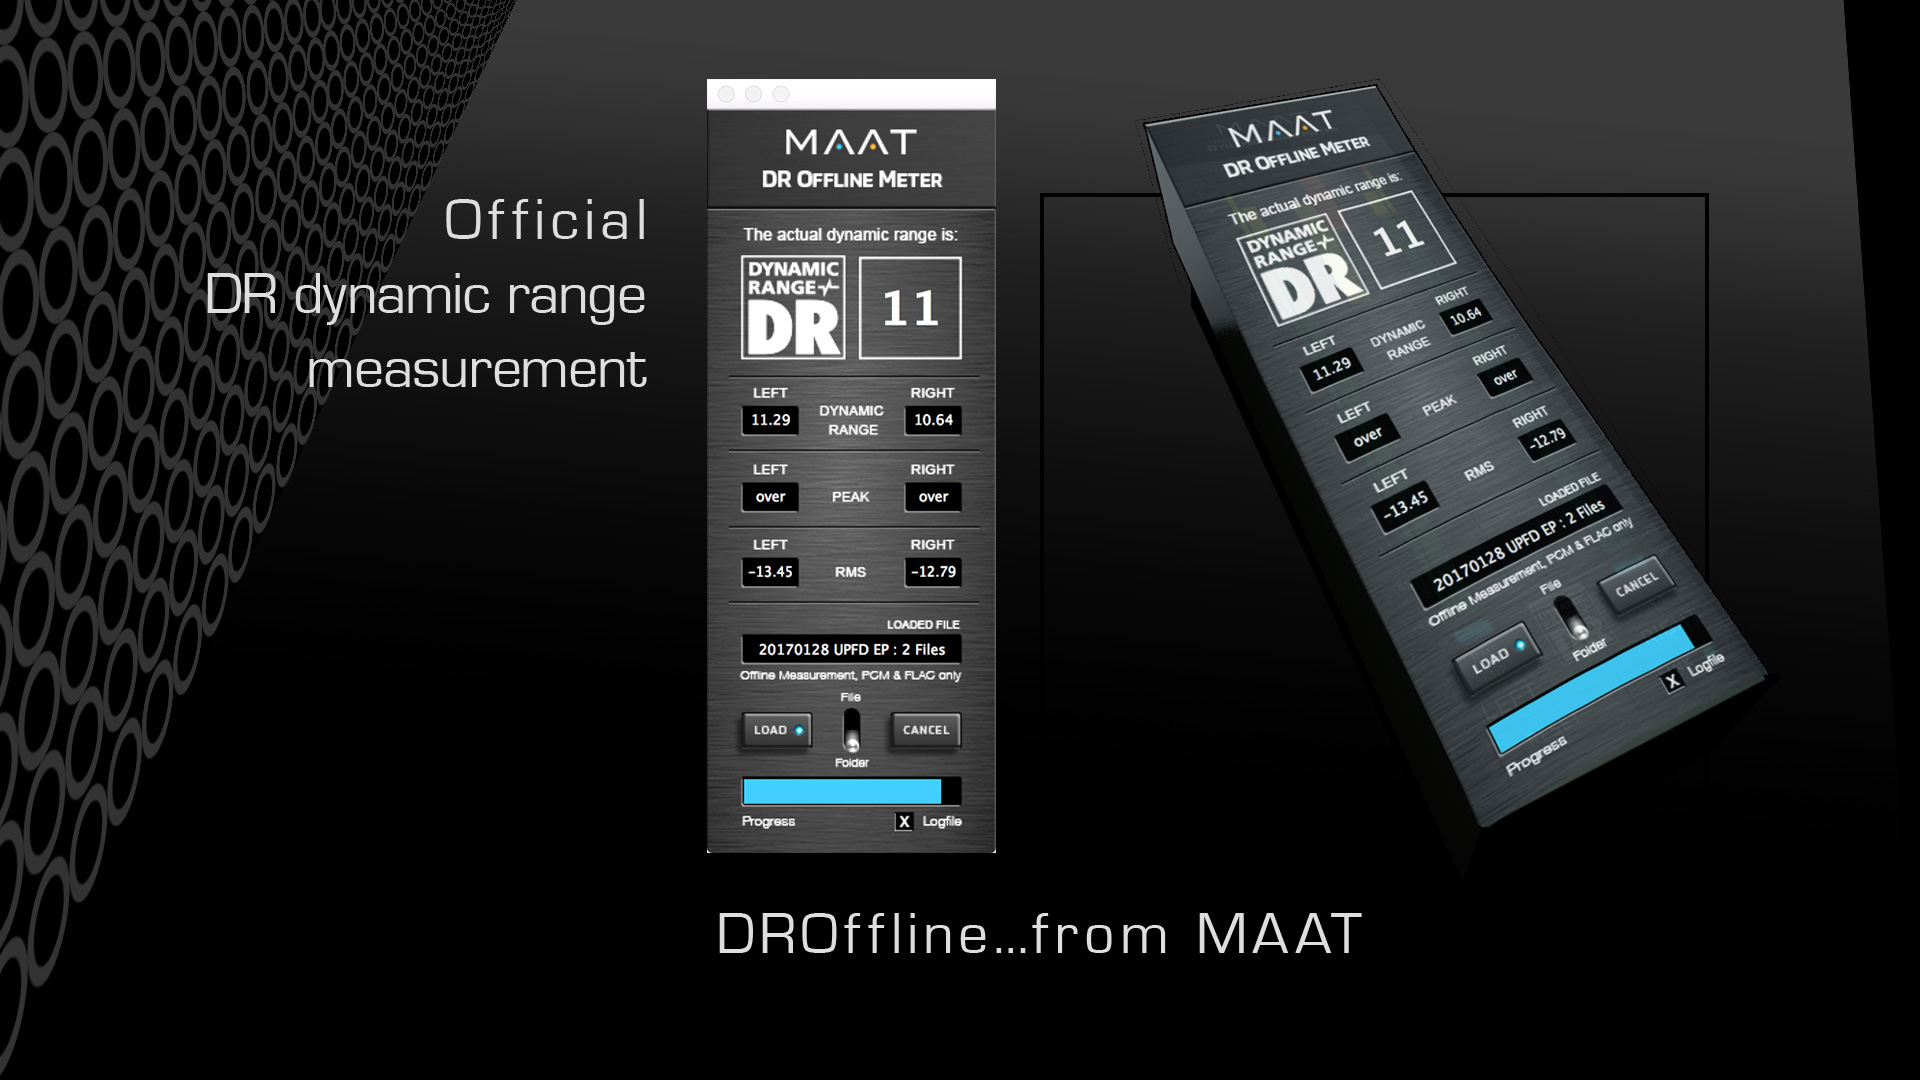 Official
DR dynamic range
measurement
MAAT
DR OFFLINE METER
The actual dynamic range is:
DYNAMIC
RANGE
DR
11
LEFT RIGHT
11.29 DYNAMIC RANGE 10.64
LEFT RIGHT
over PEAK over
LEFT RIGHT
-13.45 RMS -12.79
LOADED FILE
20170128 UPFD EP : 2 Files
Offline Measurement, PCM & FLAC only
File
LOAD CANCEL
Folder
Progress X Logfile
MAAT
DR OFFLINE METER
The actual dynamic range is:
DYNAMIC
RANGE
DR
11
LEFT RIGHT
11.29 DYNAMIC RANGE 10.64
LEFT RIGHT
over PEAK over
LEFT RIGHT
-13.45 RMS -12.79
LOADED FILE
20170128 UPFD EP : 2 Files
Offline Measurement, PCM & FLAC only
File
LOAD CANCEL
Folder
Progress X Logfile
DROffline...from MAAT